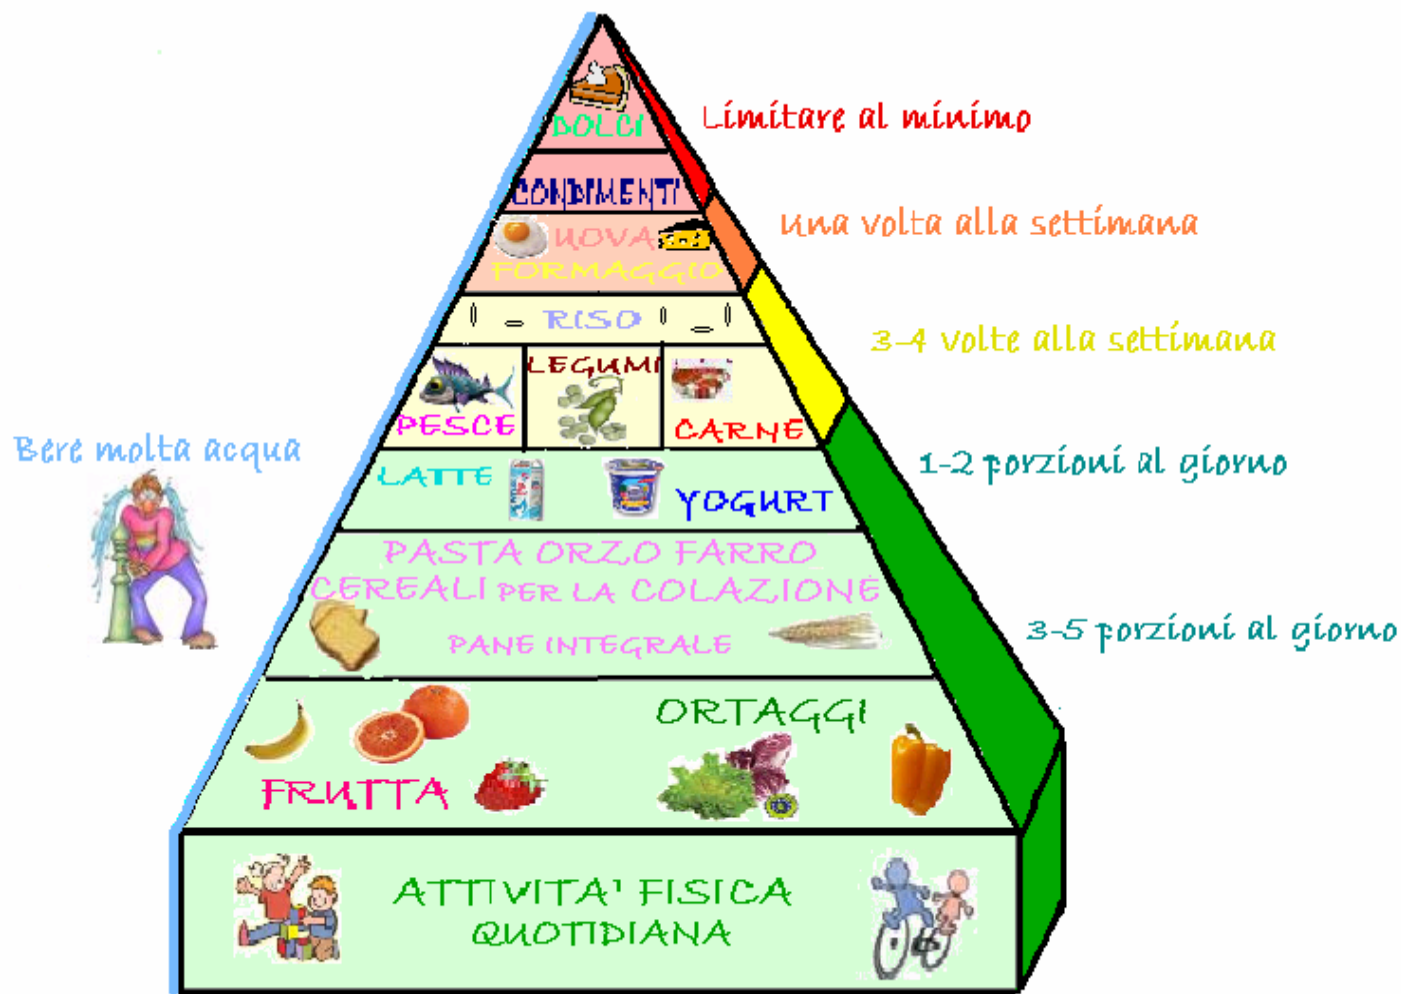 DOLCI
Limitare al minimo
CONDIMENTI
Una volta alla settimana
UOVA
FORMAGGIO
RISO
3-4 volte alla settimana
LEGUMI
PESCE
CARNE
Bere molta acqua
LATTE
YOGURT
1-2 porzioni al giorno
PASTA ORZO FARRO
CEREALI PER LA COLAZIONE
PANE INTEGRALE
3-5 porzioni al giorno
ORTAGGI
FRUTTA
ATTIVITA' FISICA
QUOTIDIANA